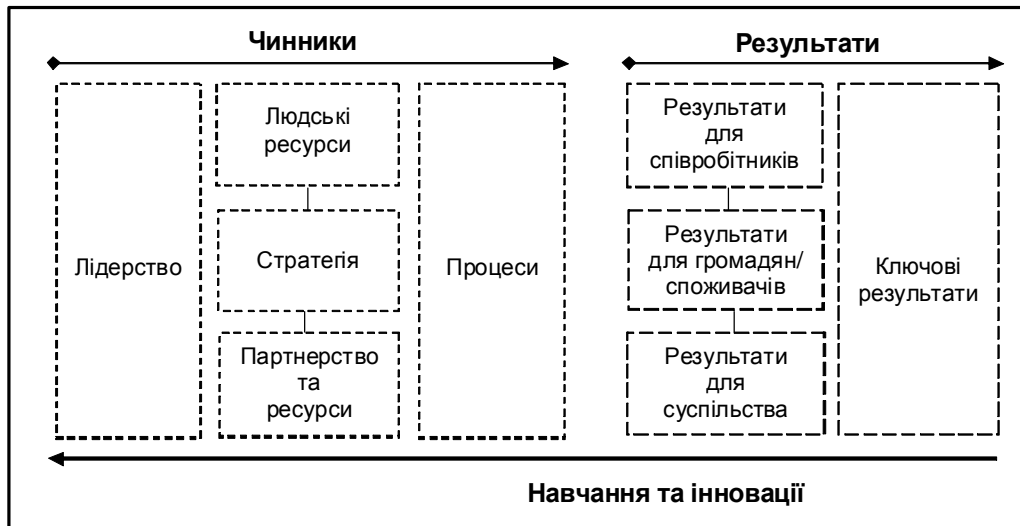 Чинники
Результати
Лідерство
Людські
ресурси
Стратегія
Партнерство
та
ресурси
Процеси
Результати
для
співробітників
Результати
для громадян/
споживачів
Результати
для
суспільства
Ключові
результати
Навчання та інновації